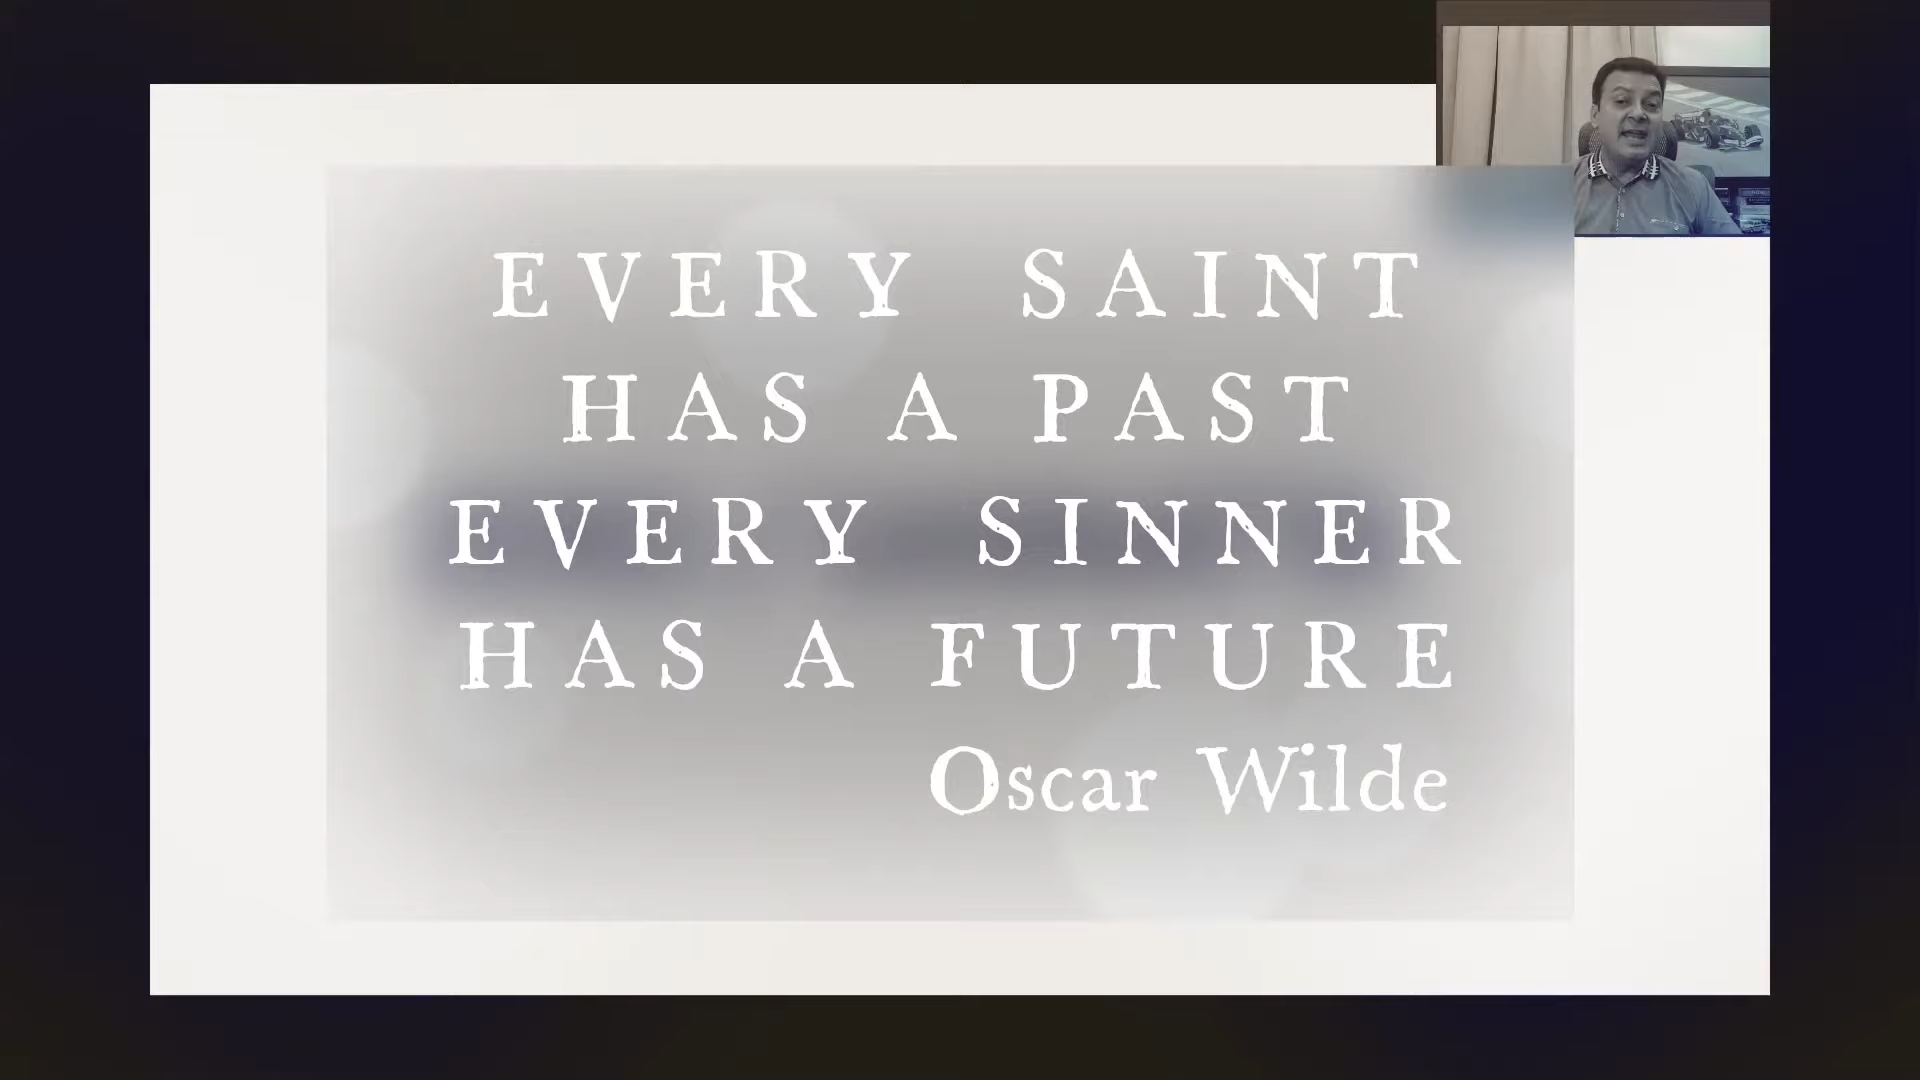 EVERY SAINT
HAS A PAST
EVERY SINNER
HAS A FUTURE
Oscar Wilde